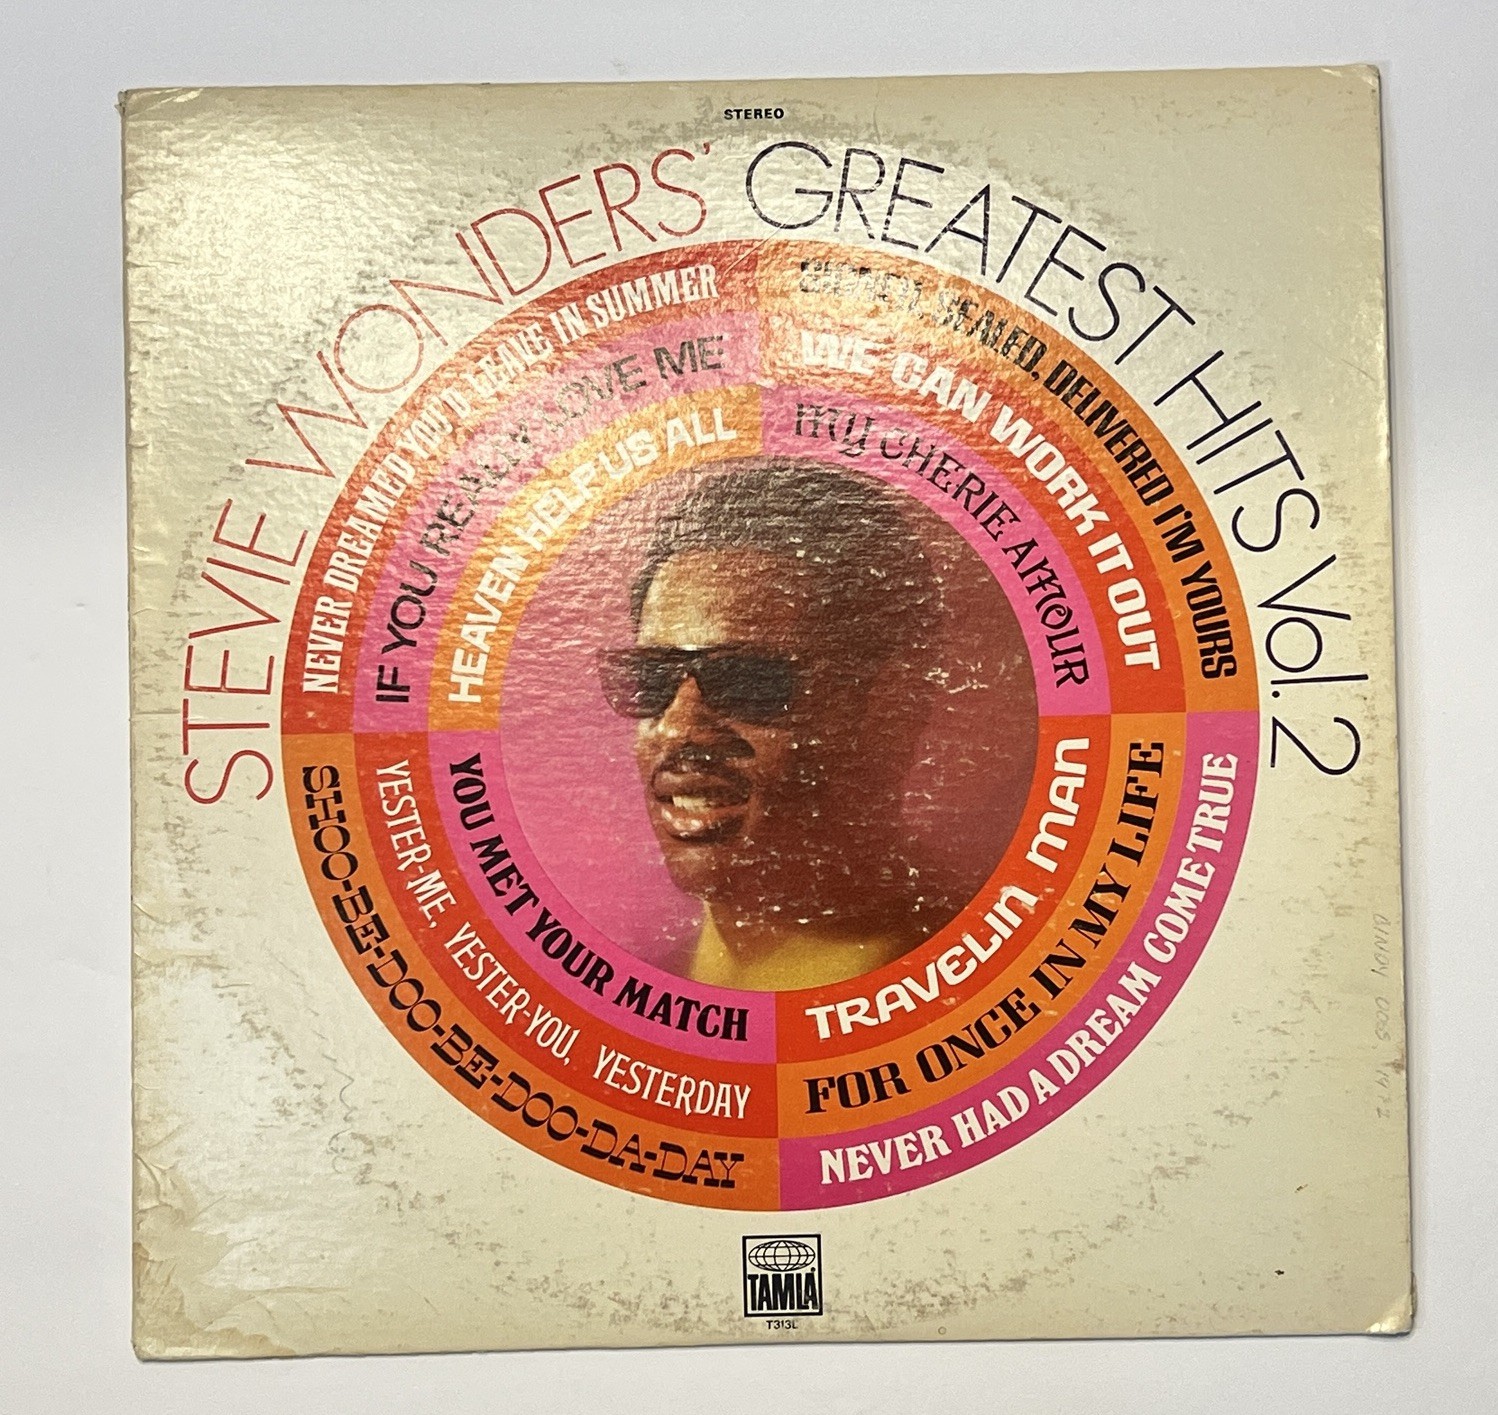 STEREO
STEVIE WONDERS' GREATEST HITS Vol. 2
NEVER DREAMED YOU'D LEAVE IN SUMMER
IF YOU REALLY LOVE ME
HEAVEN HELP US ALL
SIGNED, SEALED, DELIVERED I'M YOURS
WE CAN WORK IT OUT
MY CHERIE AMOUR
SHOO-BE-DOO-BE-DOO-BE-DOO-DA-DAY
YESTER-ME, YESTER-YOU, YESTERDAY
YOU MET YOUR MATCH
TRAVELIN MAN
FOR ONCE IN MY LIFE
NEVER HAD A DREAM COME TRUE
TAMLA
T313L